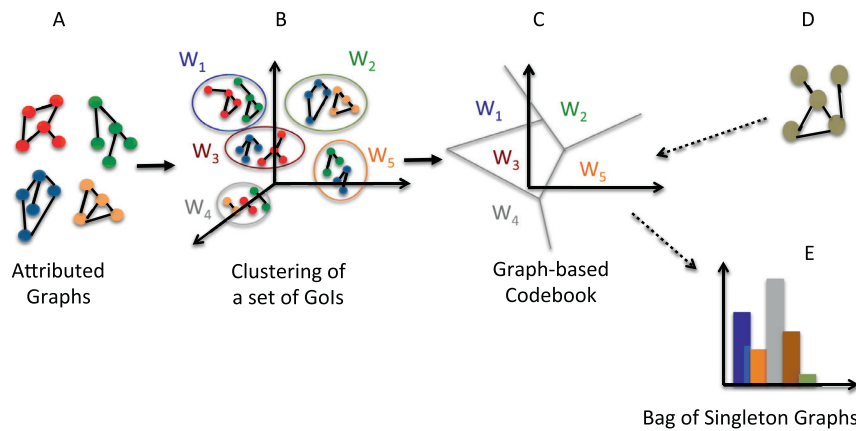 A
B
C
D
W1
W2
W3
W4
W5
W1
W2
W3
W4
W5
E
Attributed
Graphs
Clustering of
a set of GoIs
Graph-based
Codebook
Bag of Singleton Graphs